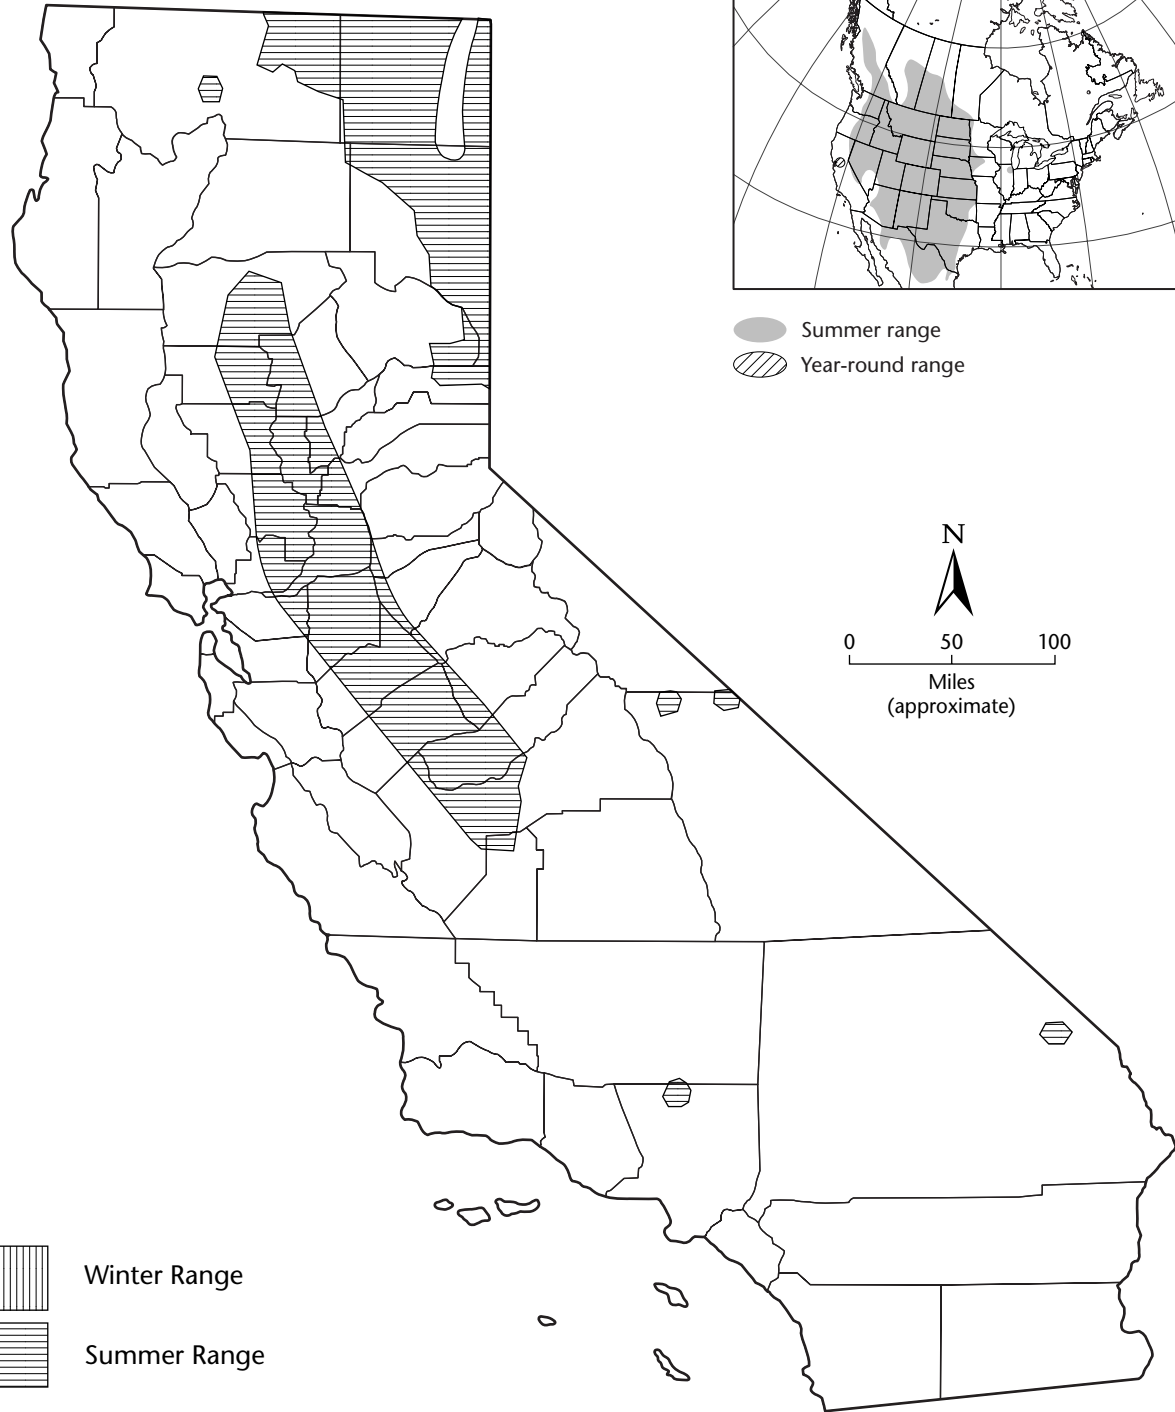 Summer range
Year-round range
N
0 50 100
Miles
(approximate)
Winter Range
Summer Range